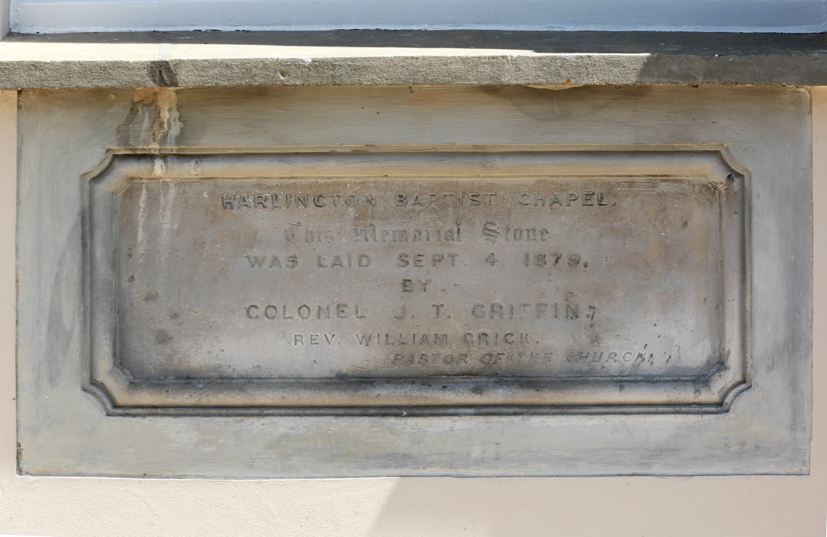 HARLINGTON BAPTIST CHAPEL.
This Memorial Stone
WAS LAID SEPT. 4. 1879,
BY
COLONEL J. T. GRIFFIN.
REV. WILLIAM CRICK.
PASTOR OF THE CHURCH.